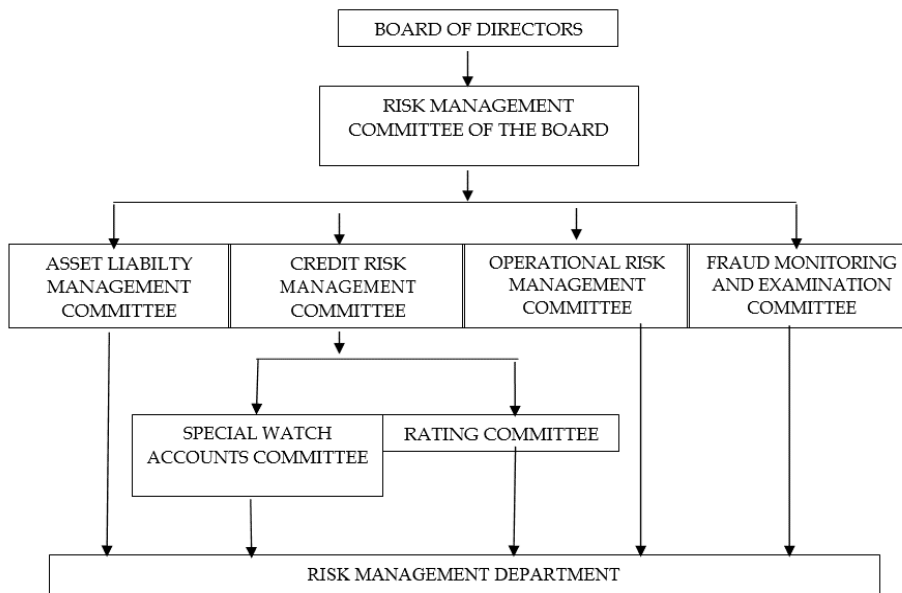 BOARD OF DIRECTORS
RISK MANAGEMENT
COMMITTEE OF THE BOARD
ASSET LIABILTY
MANAGEMENT
COMMITTEE
CREDIT RISK
MANAGEMENT
COMMITTEE
OPERATIONAL RISK
MANAGEMENT
COMMITTEE
FRAUD MONITORING
AND EXAMINATION
COMMITTEE
SPECIAL WATCH
ACCOUNTS COMMITTEE
RATING COMMITTEE
RISK MANAGEMENT DEPARTMENT